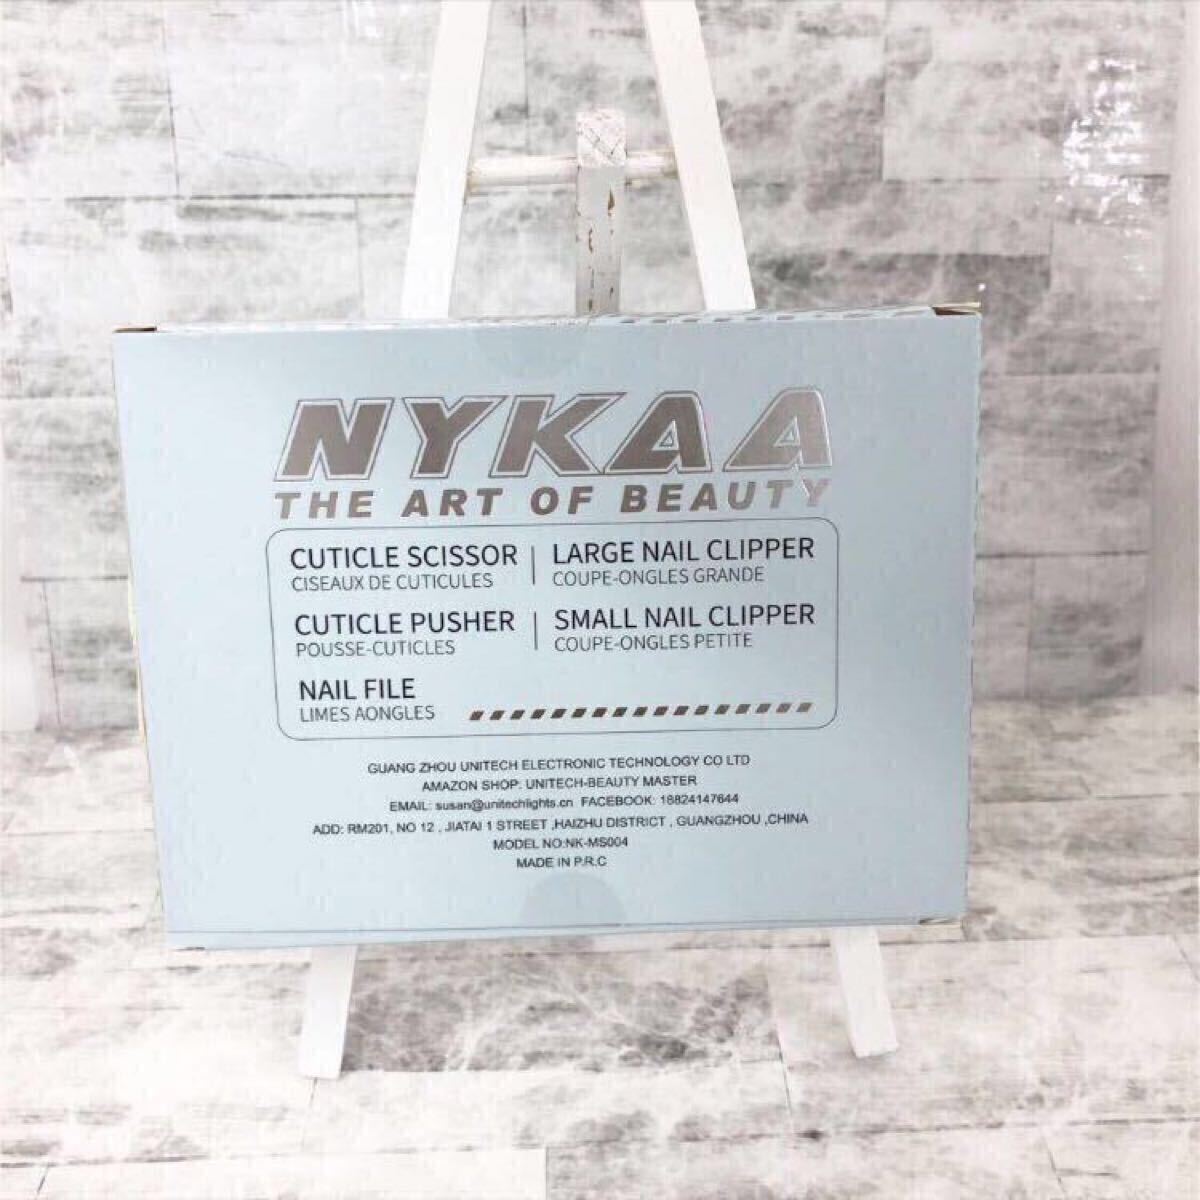 NYKAA
THE ART OF BEAUTY
CUTICLE SCISSOR
CISEAUX DE CUTICULES
LARGE NAIL CLIPPER
COUPE-ONGLES GRANDE
CUTICLE PUSHER
POUSSE-CUTICLES
SMALL NAIL CLIPPER
COUPE-ONGLES PETITE
NAIL FILE
LIMES AONGLES
GUANG ZHOU UNITECH ELECTRONIC TECHNOLOGY CO LTD
AMAZON SHOP: UNITECH-BEAUTY MASTER
EMAIL: susan@unitechlights.cn FACEBOOK: 18824147644
ADD: RM201, NO 12 , JIATAI 1 STREET ,HAIZHU DISTRICT , GUANGZHOU ,CHINA
MODEL NO:NK-MS004
MADE IN P.R.C